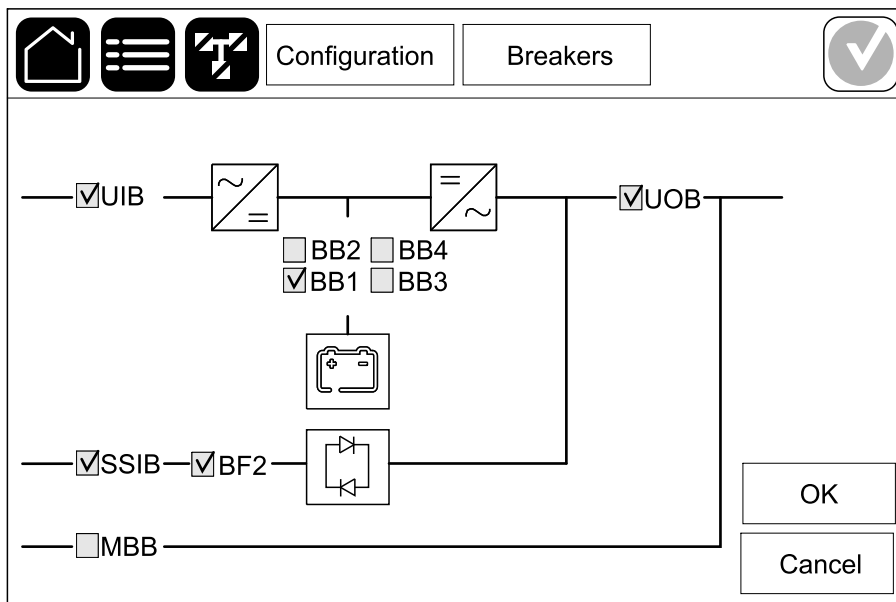 Configuration
Breakers
UIB
UOB
BB2 BB4
BB1 BB3
SSIB BF2
OK
MBB
Cancel